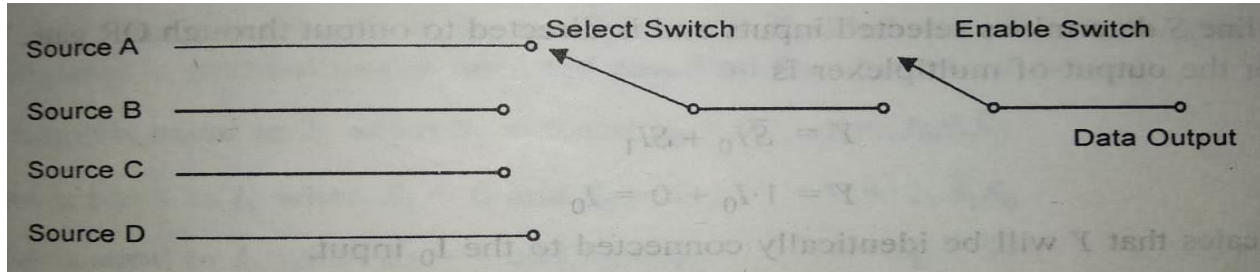 Select Switch
Enable Switch
Source A
Source B
Data Output
Source C
Source D